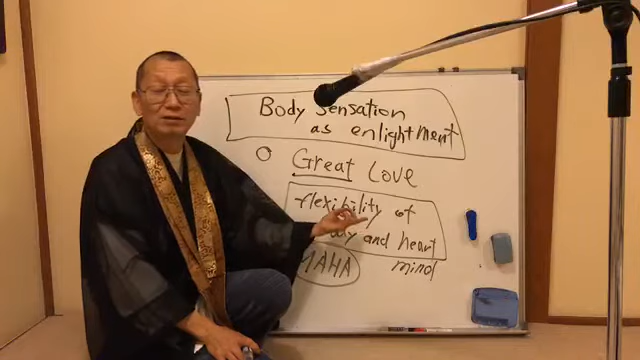 Body Sensation
as enlightment
Great Love
flexibility of
and heart
MAHA mind